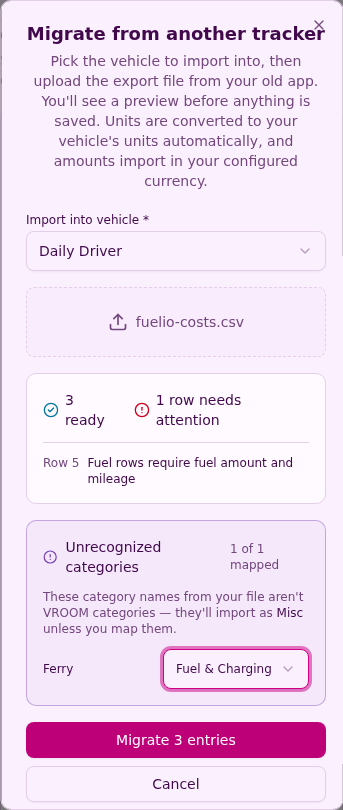 Migrate from another tracker
Pick the vehicle to import into, then
upload the export file from your old app.
You'll see a preview before anything is
saved. Units are converted to your
vehicle's units automatically, and
amounts import in your configured
currency.
Import into vehicle *
Daily Driver
fuelio-costs.csv
3
ready
1 row needs
attention
Row 5 Fuel rows require fuel amount and
mileage
Unrecognized
categories
1 of 1
mapped
These category names from your file aren't
VROOM categories — they'll import as Misc
unless you map them.
Ferry
Fuel & Charging
Migrate 3 entries
Cancel